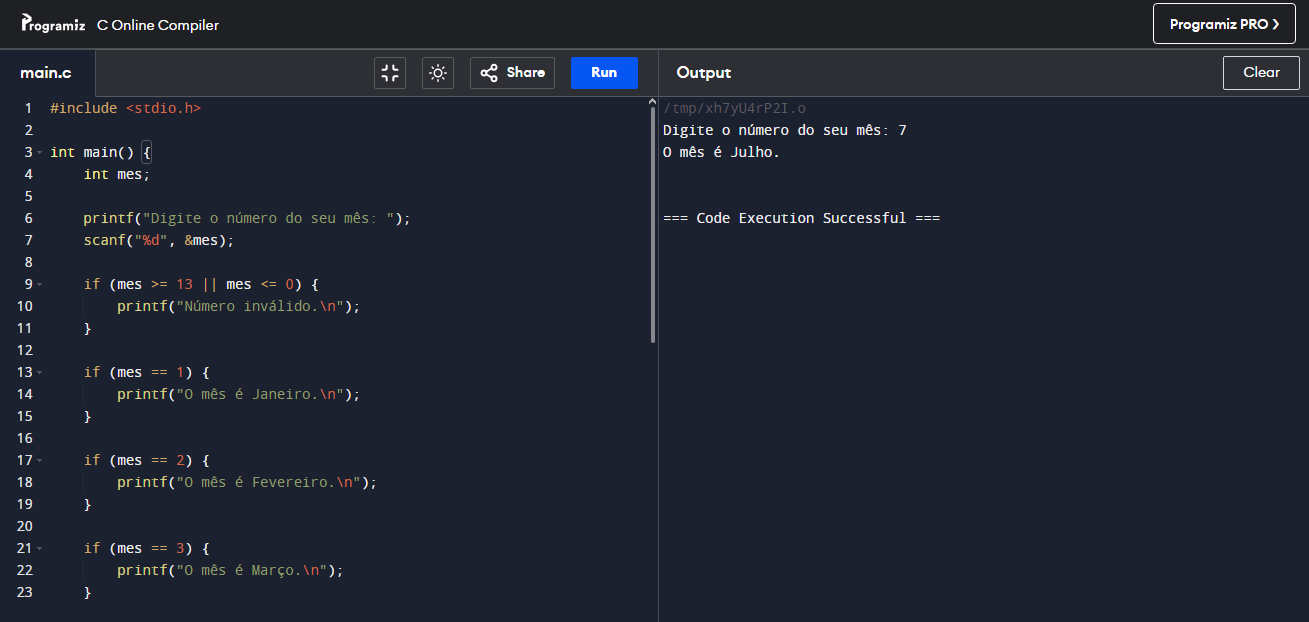 Programiz C Online Compiler
Programiz PRO >
main.c
Share
Run
Output
Clear
1 #include <stdio.h>
2
3 int main() {
4     int mes;
5
6     printf("Digite o número do seu mês: ");
7     scanf("%d", &mes);
8
9     if (mes >= 13 || mes <= 0) {
10         printf("Número inválido.\n");
11     }
12
13     if (mes == 1) {
14         printf("O mês é Janeiro.\n");
15     }
16
17     if (mes == 2) {
18         printf("O mês é Fevereiro.\n");
19     }
20
21     if (mes == 3) {
22         printf("O mês é Março.\n");
23     }
/tmp/xh7yU4rP2I.o
Digite o número do seu mês: 7
O mês é Julho.
=== Code Execution Successful ===